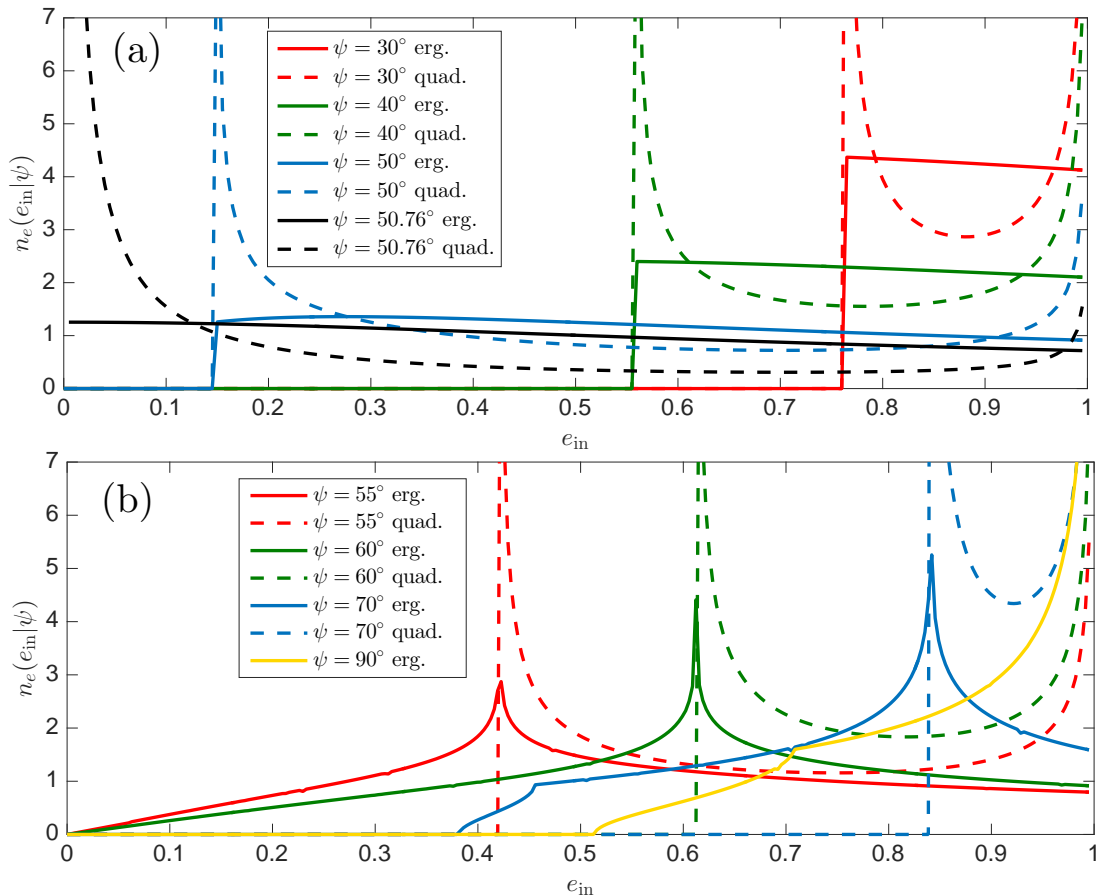 7
6
5
4
3
2
1
0
n_e(e_in|ψ)
(a)
ψ = 30° erg.
ψ = 30° quad.
ψ = 40° erg.
ψ = 40° quad.
ψ = 50° erg.
ψ = 50° quad.
ψ = 50.76° erg.
ψ = 50.76° quad.
0 0.1 0.2 0.3 0.4 0.5 0.6 0.7 0.8 0.9 1
e_in
7
6
5
4
3
2
1
0
n_e(e_in|ψ)
(b)
ψ = 55° erg.
ψ = 55° quad.
ψ = 60° erg.
ψ = 60° quad.
ψ = 70° erg.
ψ = 70° quad.
ψ = 90° erg.
0 0.1 0.2 0.3 0.4 0.5 0.6 0.7 0.8 0.9 1
e_in